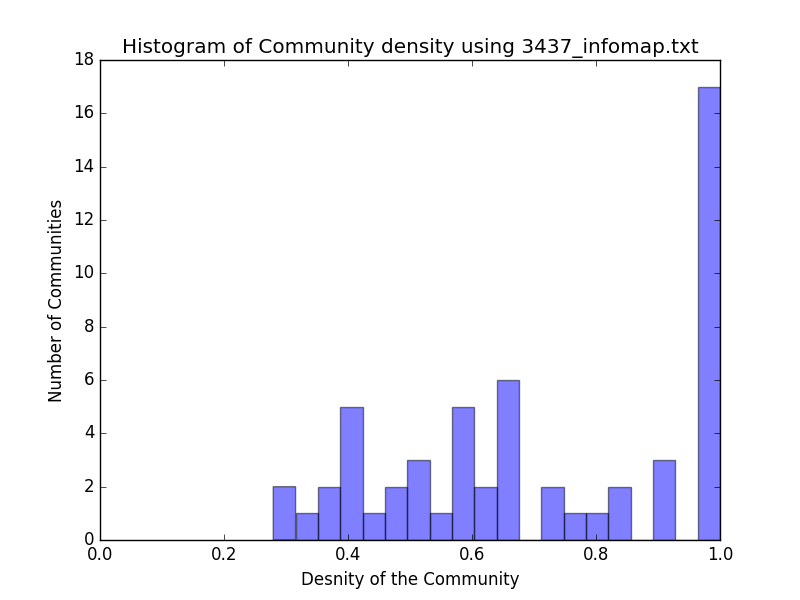 Histogram of Community density using 3437_infomap.txt
18
16
14
12
10
8
6
4
2
0
Number of Communities
0.0 0.2 0.4 0.6 0.8 1.0
Desnity of the Community